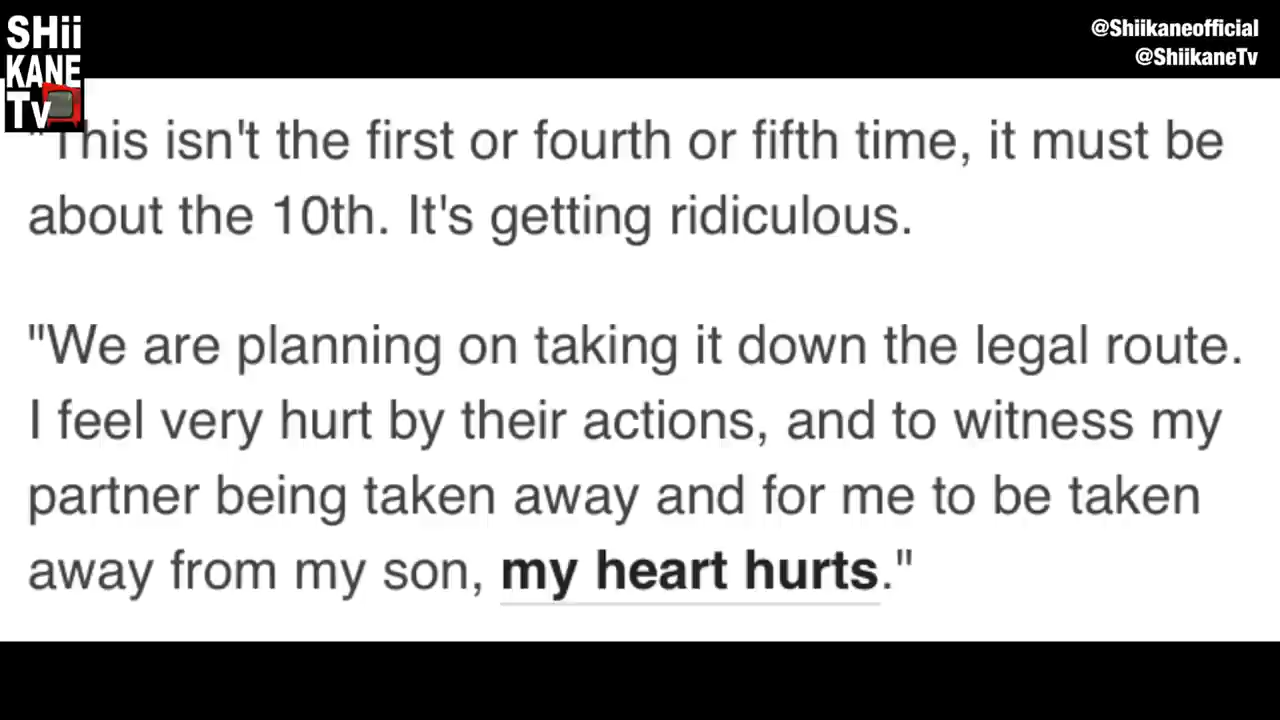 SHii
KANE
Tv
@Shiikaneofficial
@ShiikaneTv
"This isn't the first or fourth or fifth time, it must be
about the 10th. It's getting ridiculous.
"We are planning on taking it down the legal route.
I feel very hurt by their actions, and to witness my
partner being taken away and for me to be taken
away from my son, my heart hurts."